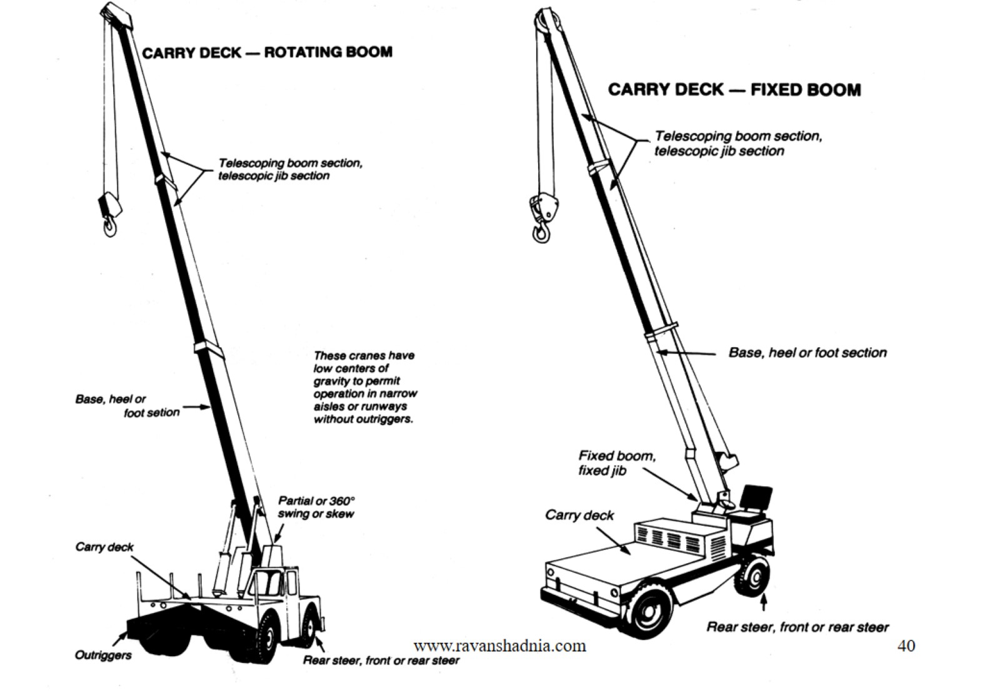 CARRY DECK — ROTATING BOOM
Telescoping boom section,
telescopic jib section
These cranes have
low centers of
gravity to permit
operation in narrow
aisles or runways
without outriggers.
Base, heel or
foot setion
Partial or 360°
swing or skew
Carry deck
Outriggers
Rear steer, front or rear steer
CARRY DECK — FIXED BOOM
Telescoping boom section,
telescopic jib section
Base, heel or foot section
Fixed boom,
fixed jib
Carry deck
Rear steer, front or rear steer
www.ravanshadnia.com
40